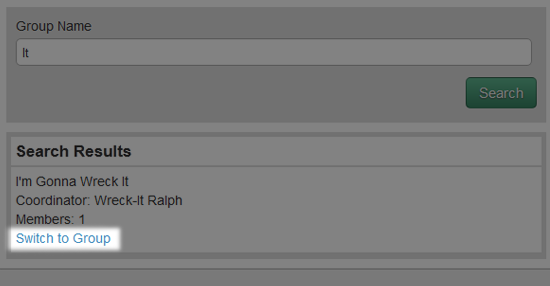 Group Name
It
Search
Search Results
I'm Gonna Wreck It
Coordinator: Wreck-It Ralph
Members: 1
Switch to Group